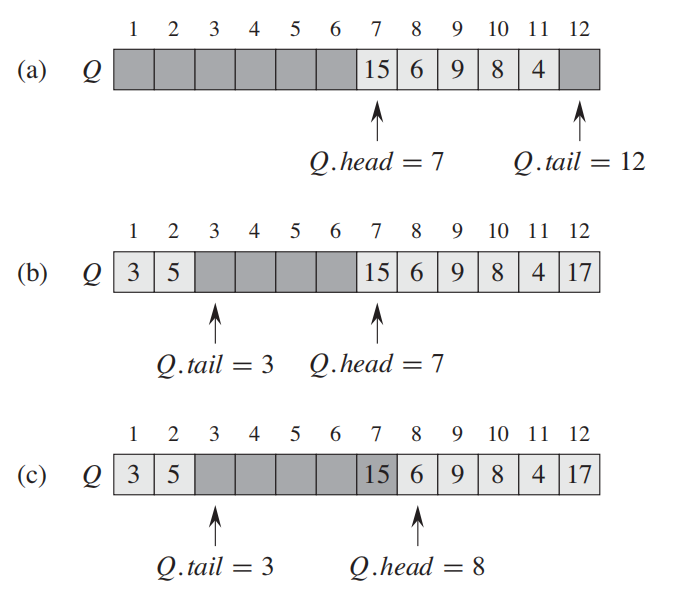 1 2 3 4 5 6 7 8 9 10 11 12
(a) Q 15 6 9 8 4
Q.head = 7 Q.tail = 12
1 2 3 4 5 6 7 8 9 10 11 12
(b) Q 3 5 15 6 9 8 4 17
Q.tail = 3 Q.head = 7
1 2 3 4 5 6 7 8 9 10 11 12
(c) Q 3 5 15 6 9 8 4 17
Q.tail = 3 Q.head = 8